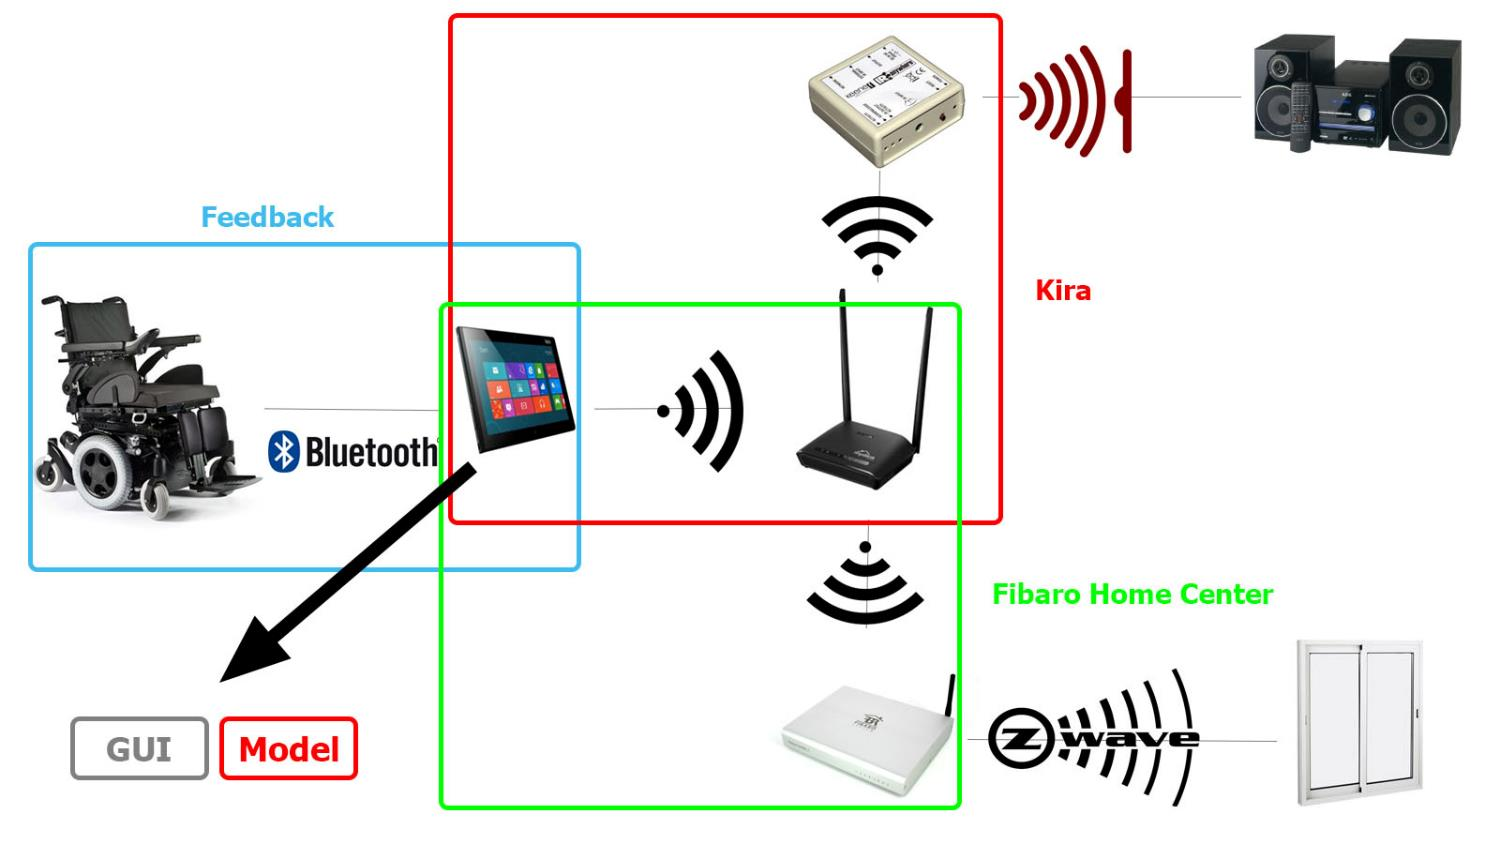 Feedback
Kira
Bluetooth
Fibaro Home Center
Z wave
GUI
Model